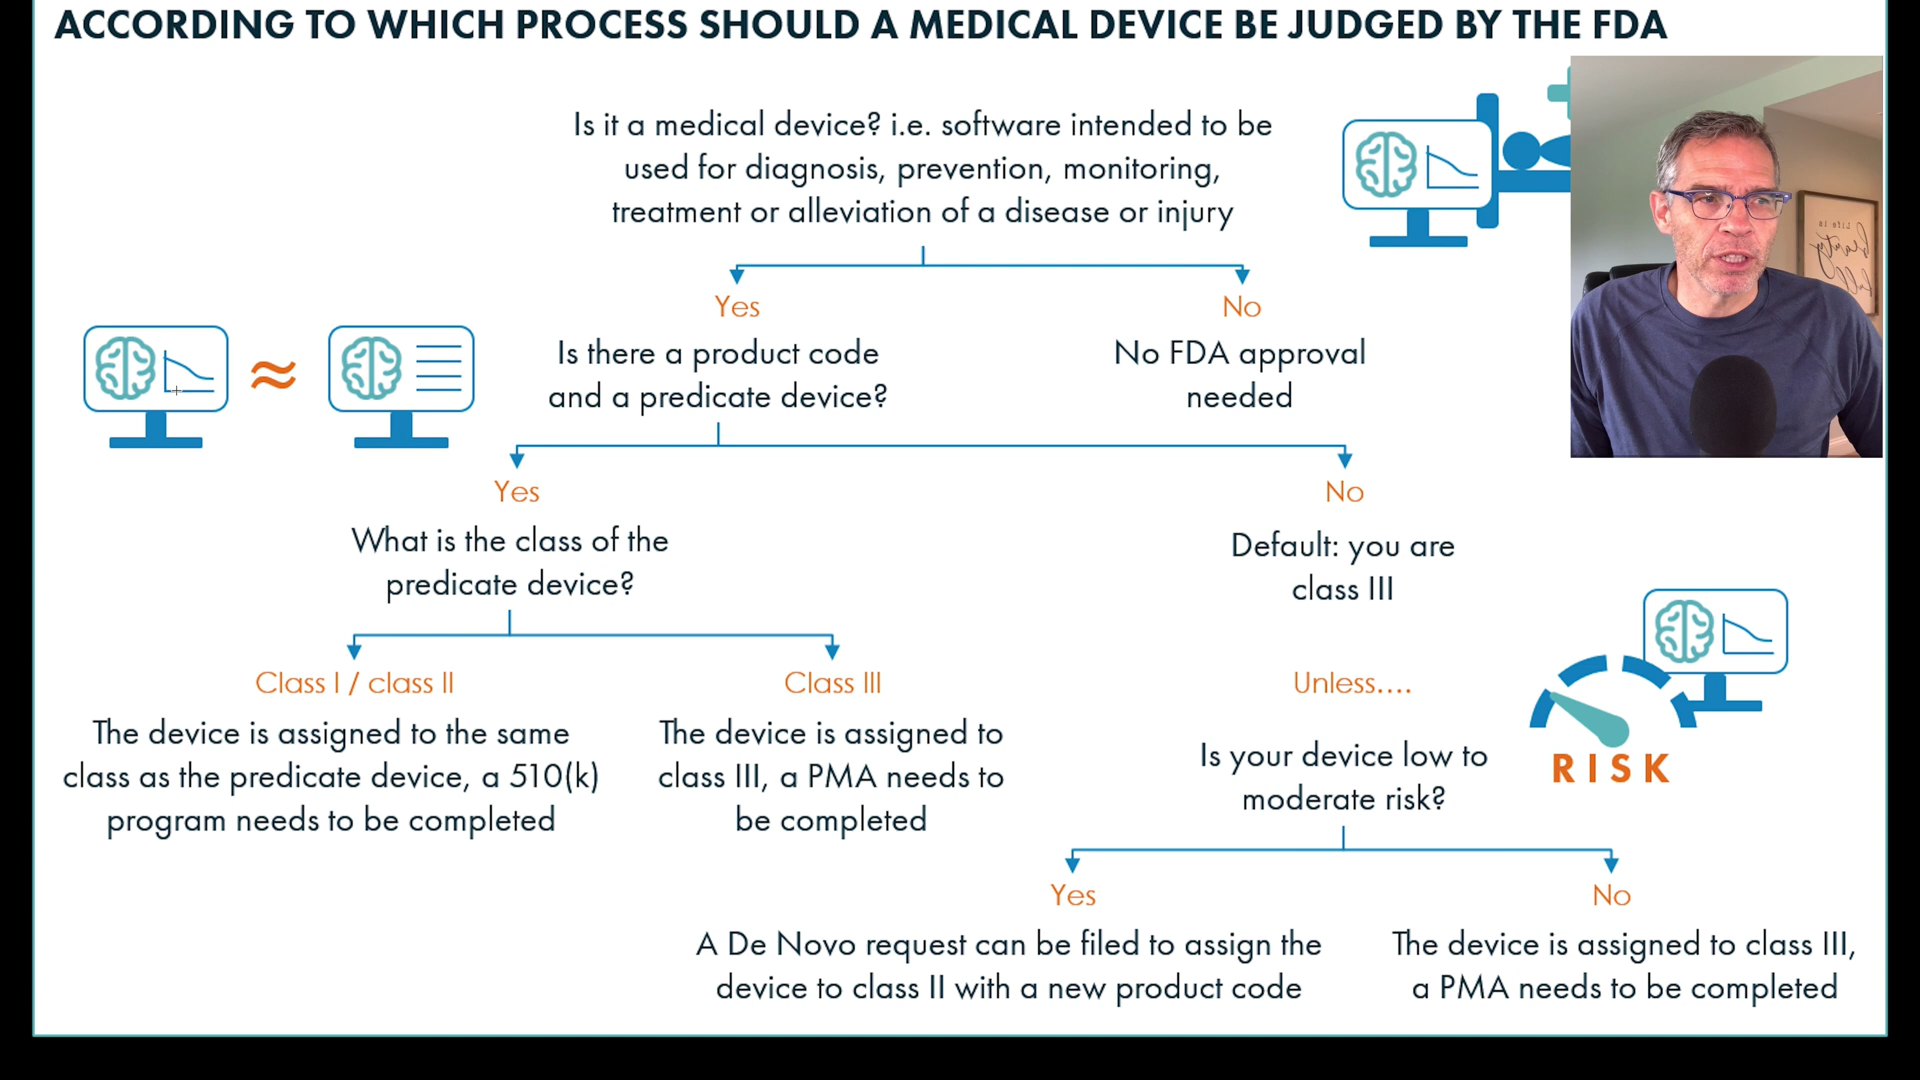 ACCORDING TO WHICH PROCESS SHOULD A MEDICAL DEVICE BE JUDGED BY THE FDA
Is it a medical device? i.e. software intended to be
used for diagnosis, prevention, monitoring,
treatment or alleviation of a disease or injury
Yes
No
Is there a product code
and a predicate device?
No FDA approval
needed
Yes
No
What is the class of the
predicate device?
Default: you are
class III
Class I / class II
Class III
Unless....
The device is assigned to the same
class as the predicate device, a 510(k)
program needs to be completed
The device is assigned to
class III, a PMA needs to
be completed
Is your device low to
moderate risk?
RISK
Yes
No
A De Novo request can be filed to assign the
device to class II with a new product code
The device is assigned to class III,
a PMA needs to be completed